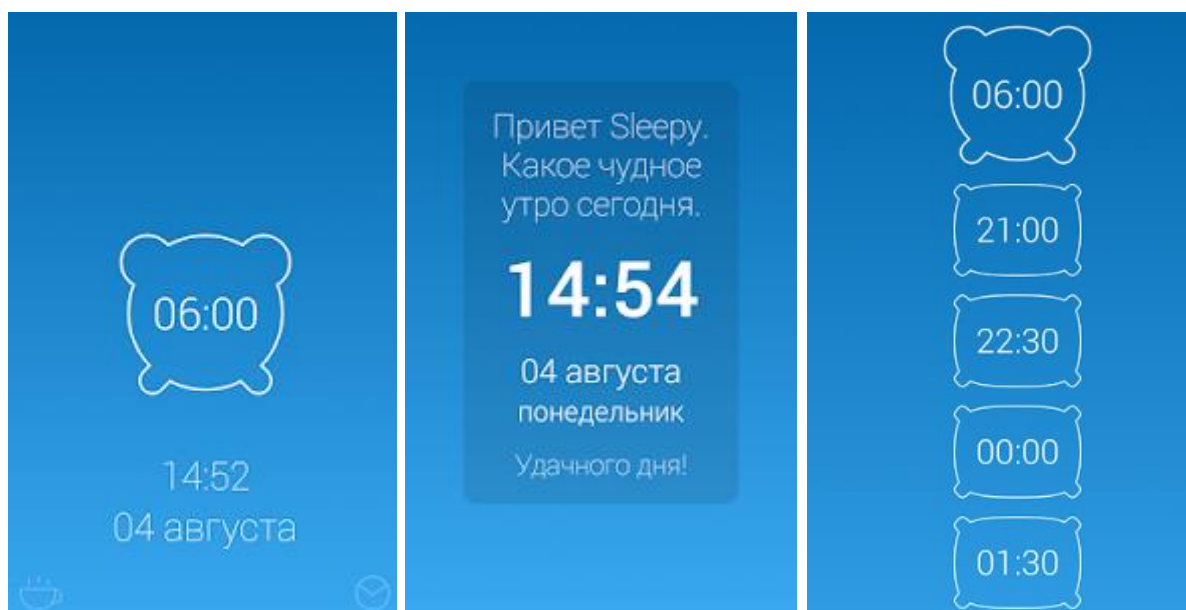 06:00
14:52
04 августа
Привет Sleepy.
Какое чудное
утро сегодня.
14:54
04 августа
понедельник
Удачного дня!
06:00
21:00
22:30
00:00
01:30